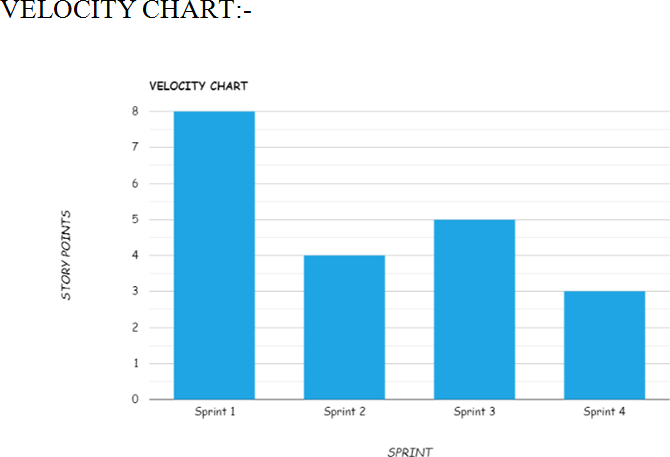 VELOCITY CHART:-
VELOCITY CHART
8
7
6
5
4
3
2
1
0
STORY POINTS
Sprint 1 Sprint 2 Sprint 3 Sprint 4
SPRINT